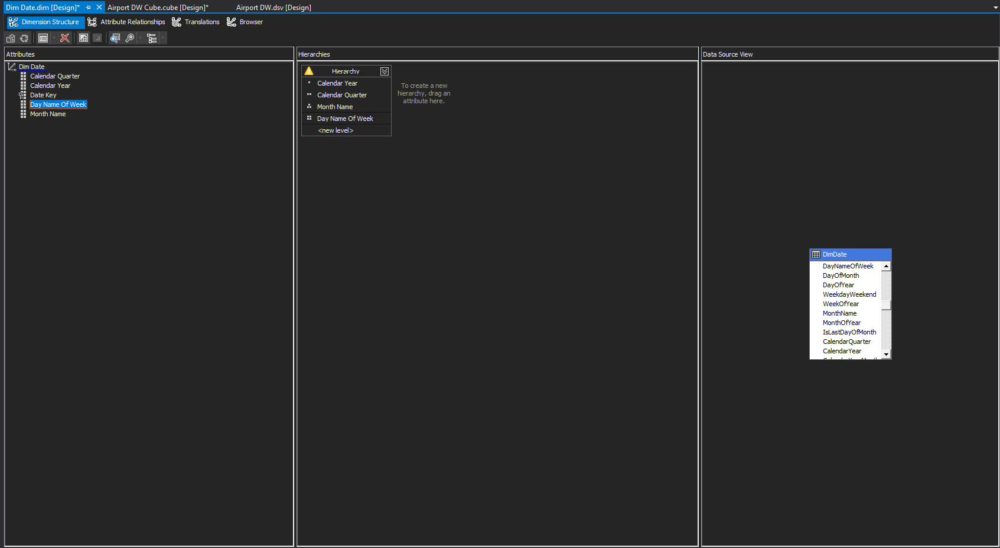 Dim Date.dim [Design]*
Airport DW Cube.cube [Design]*
Airport DW.dsv [Design]
Dimension Structure
Attribute Relationships
Translations
Browser
Attributes
Dim Date
Calendar Quarter
Calendar Year
Date Key
Day Name Of Week
Month Name
Hierarchies
Hierarchy
Calendar Year
Calendar Quarter
Month Name
Day Name Of Week
<new level>
To create a new
hierarchy, drag an
attribute here.
Data Source View
DimDate
DayNameOfWeek
DayOfMonth
DayOfYear
WeekdayWeekend
WeekOfYear
MonthName
MonthOfYear
IsLastDayOfMonth
CalendarQuarter
CalendarYear